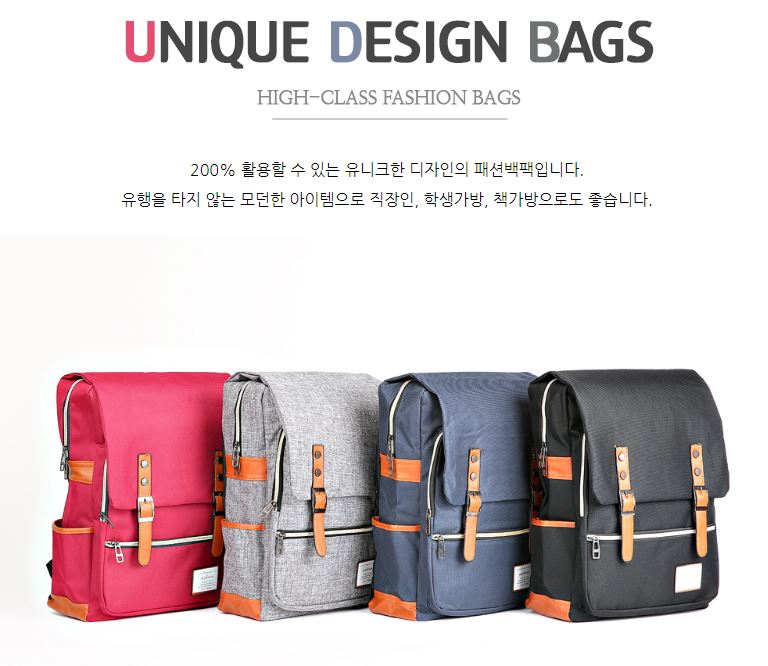 UNIQUE DESIGN BAGS
HIGH-CLASS FASHION BAGS
200% 활용할 수 있는 유니크한 디자인의 패션백팩입니다.
유행을 타지 않는 모던한 아이템으로 직장인, 학생가방, 책가방으로도 좋습니다.